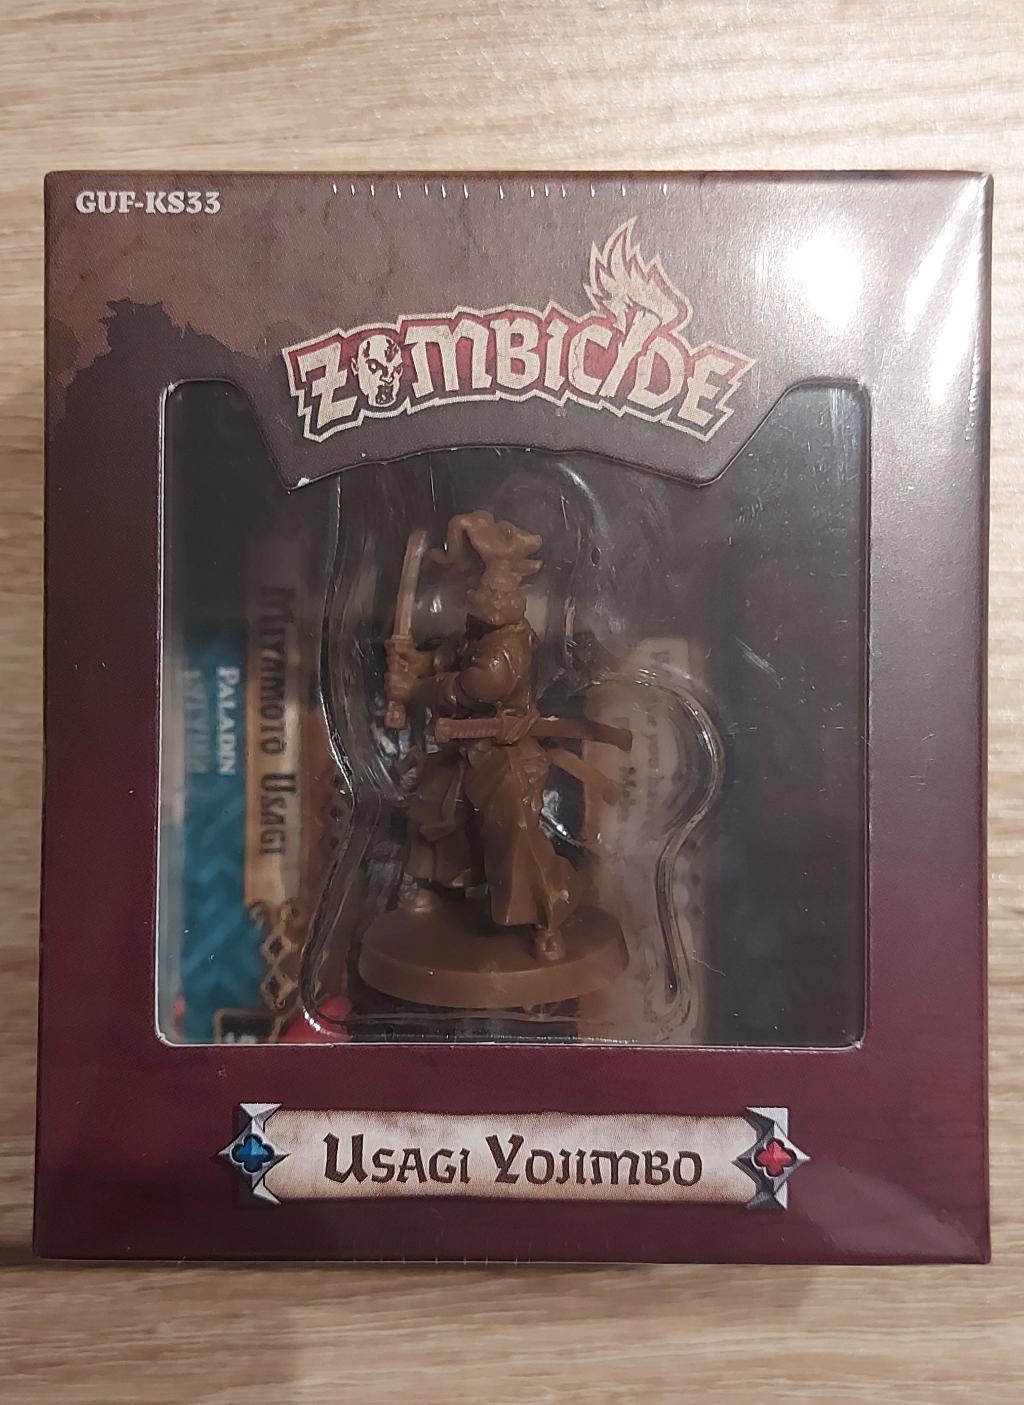 GUF-KS33
ZOMBICIDE
MIYAMOTO USAGI
PALADIN
USAGI YOJIMBO